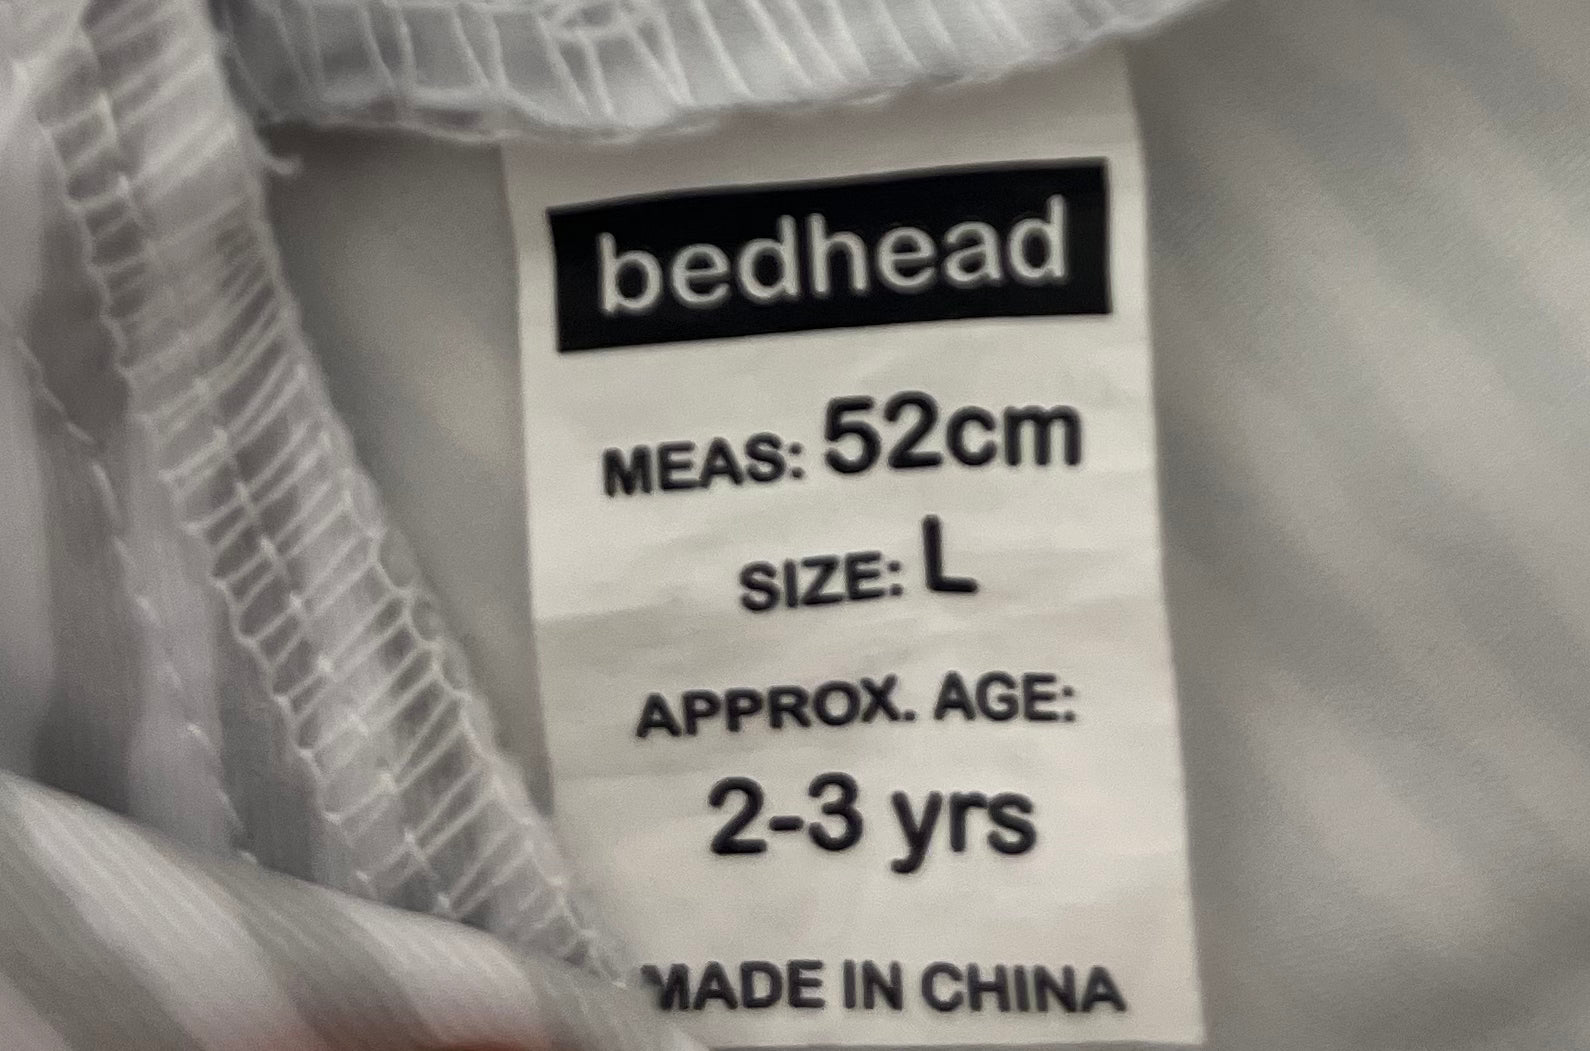 bedhead
MEAS: 52cm
SIZE: L
APPROX. AGE:
2-3 yrs
MADE IN CHINA